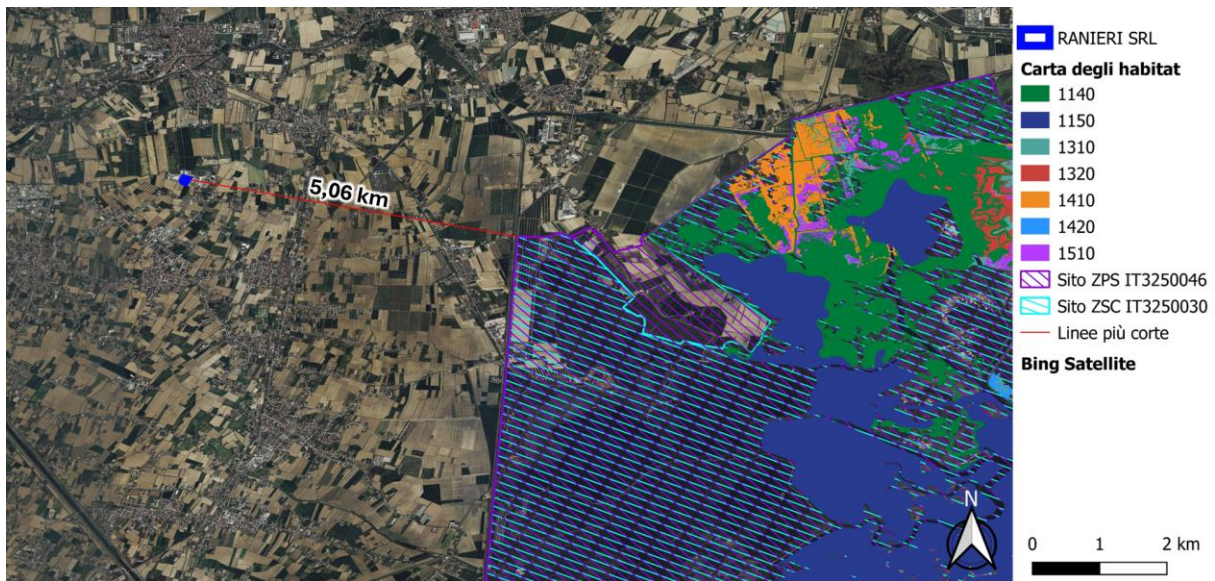 5,06 km
RANIERI SRL
Carta degli habitat
1140
1150
1310
1320
1410
1420
1510
Sito ZPS IT3250046
Sito ZSC IT3250030
Linee più corte
Bing Satellite
N
0 1 2 km